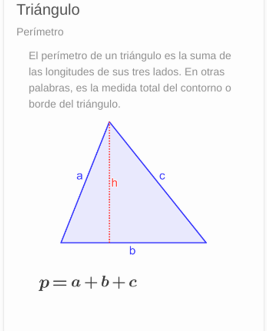 Triángulo
Perímetro
El perímetro de un triángulo es la suma de
las longitudes de sus tres lados. En otras
palabras, es la medida total del contorno o
borde del triángulo.
a
h
c
b
p = a + b + c